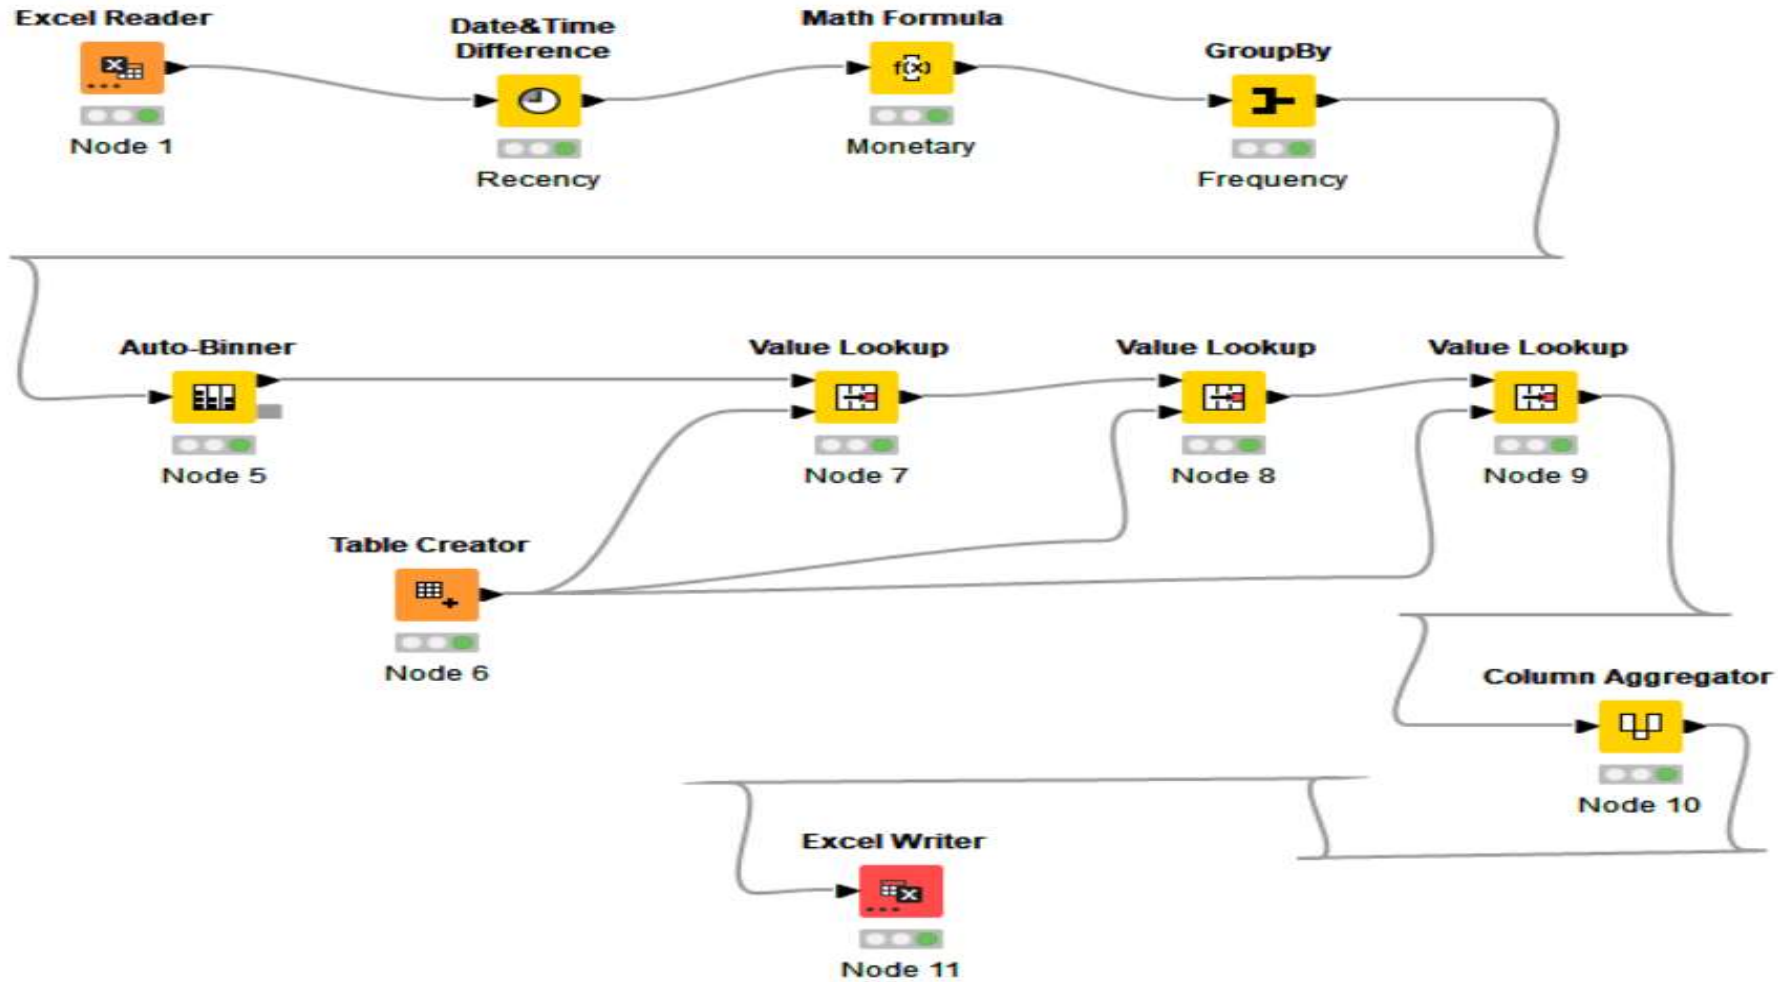 Excel Reader
Date&Time
Difference
Math Formula
GroupBy
f(x)
Node 1
Recency
Monetary
Frequency
Auto-Binner
Value Lookup
Value Lookup
Value Lookup
Node 5
Node 7
Node 8
Node 9
Table Creator
Node 6
Column Aggregator
Node 10
Excel Writer
Node 11